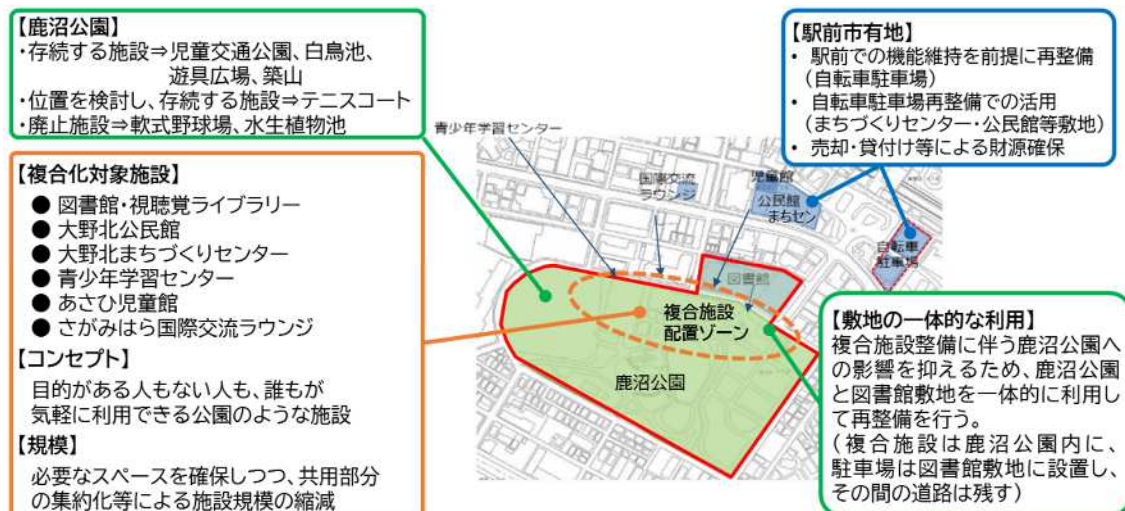 【鹿沼公園】
・存続する施設⇒児童交通公園、白鳥池、
遊具広場、築山
・位置を検討し、存続する施設⇒テニスコート
・廃止施設⇒軟式野球場、水生植物池
【複合化対象施設】
● 図書館・視聴覚ライブラリー
● 大野北公民館
● 大野北まちづくりセンター
● 青少年学習センター
● あさひ児童館
● さがみはら国際交流ラウンジ
【コンセプト】
目的がある人もない人も、誰もが
気軽に利用できる公園のような施設
【規模】
必要なスペースを確保しつつ、共用部分
の集約化等による施設規模の縮減
青少年学習センター
国際交流
ラウンジ
児童館
公民館
まちセン
自転車
駐車場
図書館
複合施設
配置ゾーン
鹿沼公園
【駅前市有地】
• 駅前での機能維持を前提に再整備
（自転車駐車場）
• 自転車駐車場再整備での活用
（まちづくりセンター・公民館等敷地）
• 売却・貸付け等による財源確保
【敷地の一体的な利用】
複合施設整備に伴う鹿沼公園へ
の影響を抑えるため、鹿沼公園
と図書館敷地を一体的に利用し
て再整備を行う。
（複合施設は鹿沼公園内に、
駐車場は図書館敷地に設置し、
その間の道路は残す）